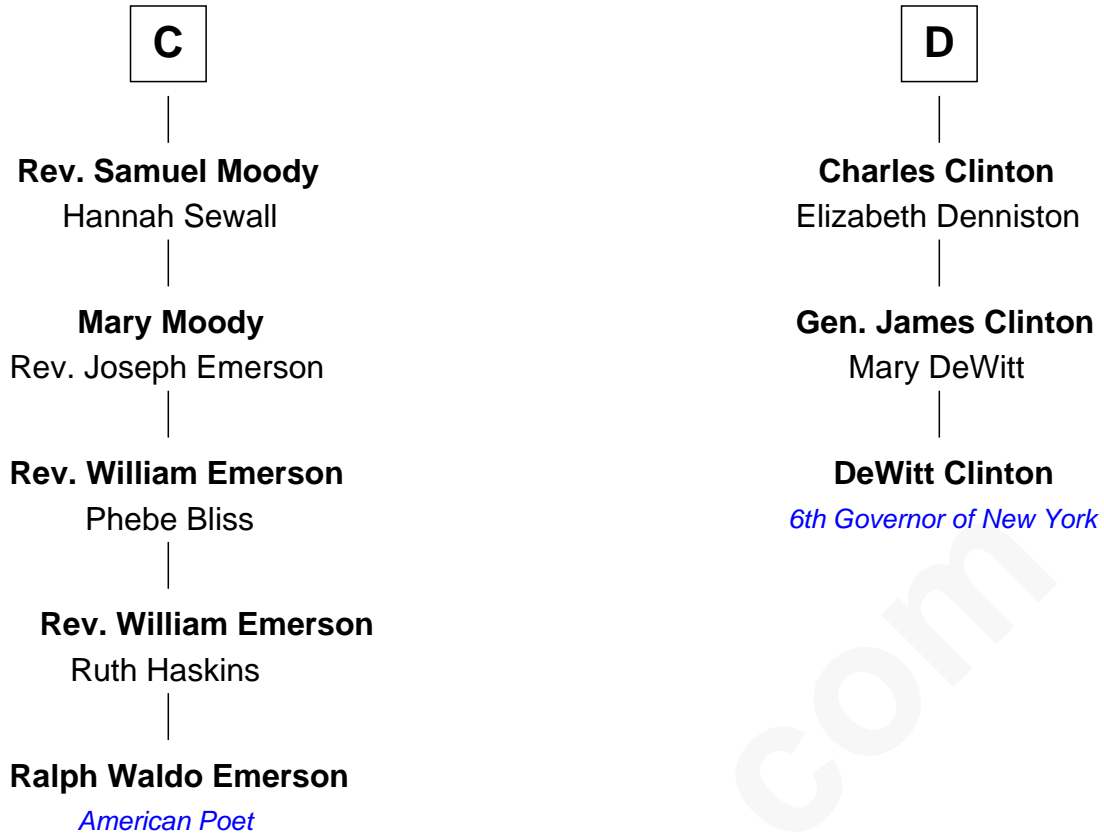 C
Rev. Samuel Moody
Hannah Sewall
Mary Moody
Rev. Joseph Emerson
Rev. William Emerson
Phebe Bliss
Rev. William Emerson
Ruth Haskins
Ralph Waldo Emerson
American Poet
D
Charles Clinton
Elizabeth Denniston
Gen. James Clinton
Mary DeWitt
DeWitt Clinton
6th Governor of New York
com